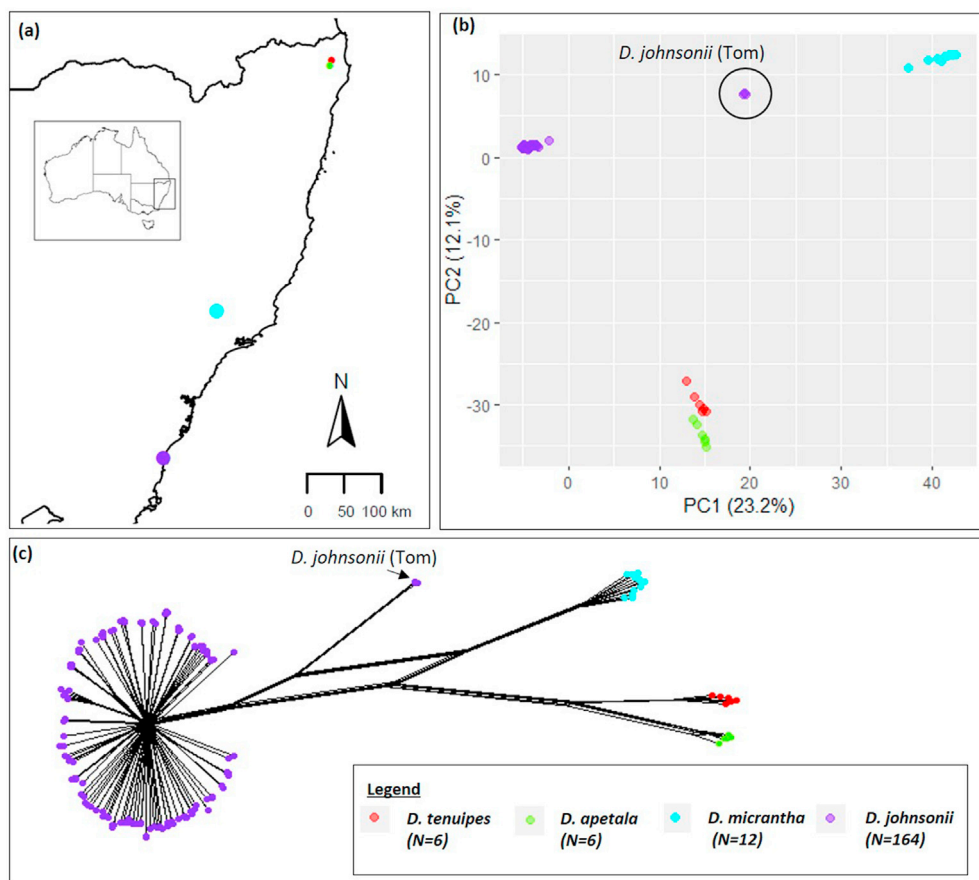 (a)
N
0 50 100 km
(b)
D. johnsonii (Tom)
10
0
-10
-20
-30
PC2 (12.1%)
0 10 20 30 40
PC1 (23.2%)
(c)
D. johnsonii (Tom)
Legend
D. tenuipes
(N=6)
D. apetala
(N=6)
D. micrantha
(N=12)
D. johnsonii
(N=164)